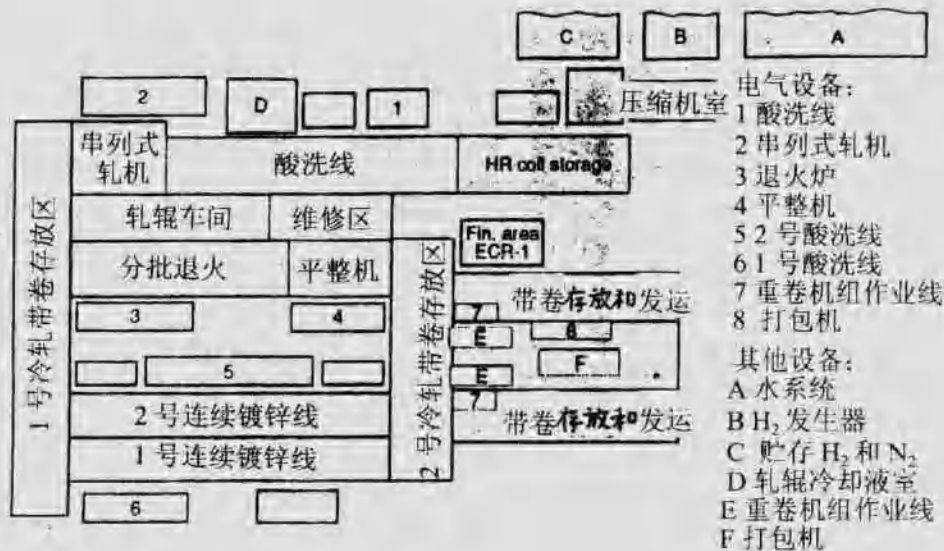 C
B
A
2
D
1
压缩机室
串列式
轧机
酸洗线
HR coil storage
1号冷轧带卷存放区
轧辊车间
维修区
Fin. area
ECR-1
分批退火
平整机
2号冷轧带卷存放区
带卷存放和发运
3
4
7
E
8
5
E
F
7
2号连续镀锌线
带卷存放和发运
1号连续镀锌线
6
电气设备:
1 酸洗线
2 串列式轧机
3 退火炉
4 平整机
5 2号酸洗线
6 1号酸洗线
7 重卷机组作业线
8 打包机
其他设备:
A 水系统
B H₂发生器
C 贮存H₂和N₂
D 轧辊冷却液室
E 重卷机组作业线
F 打包机